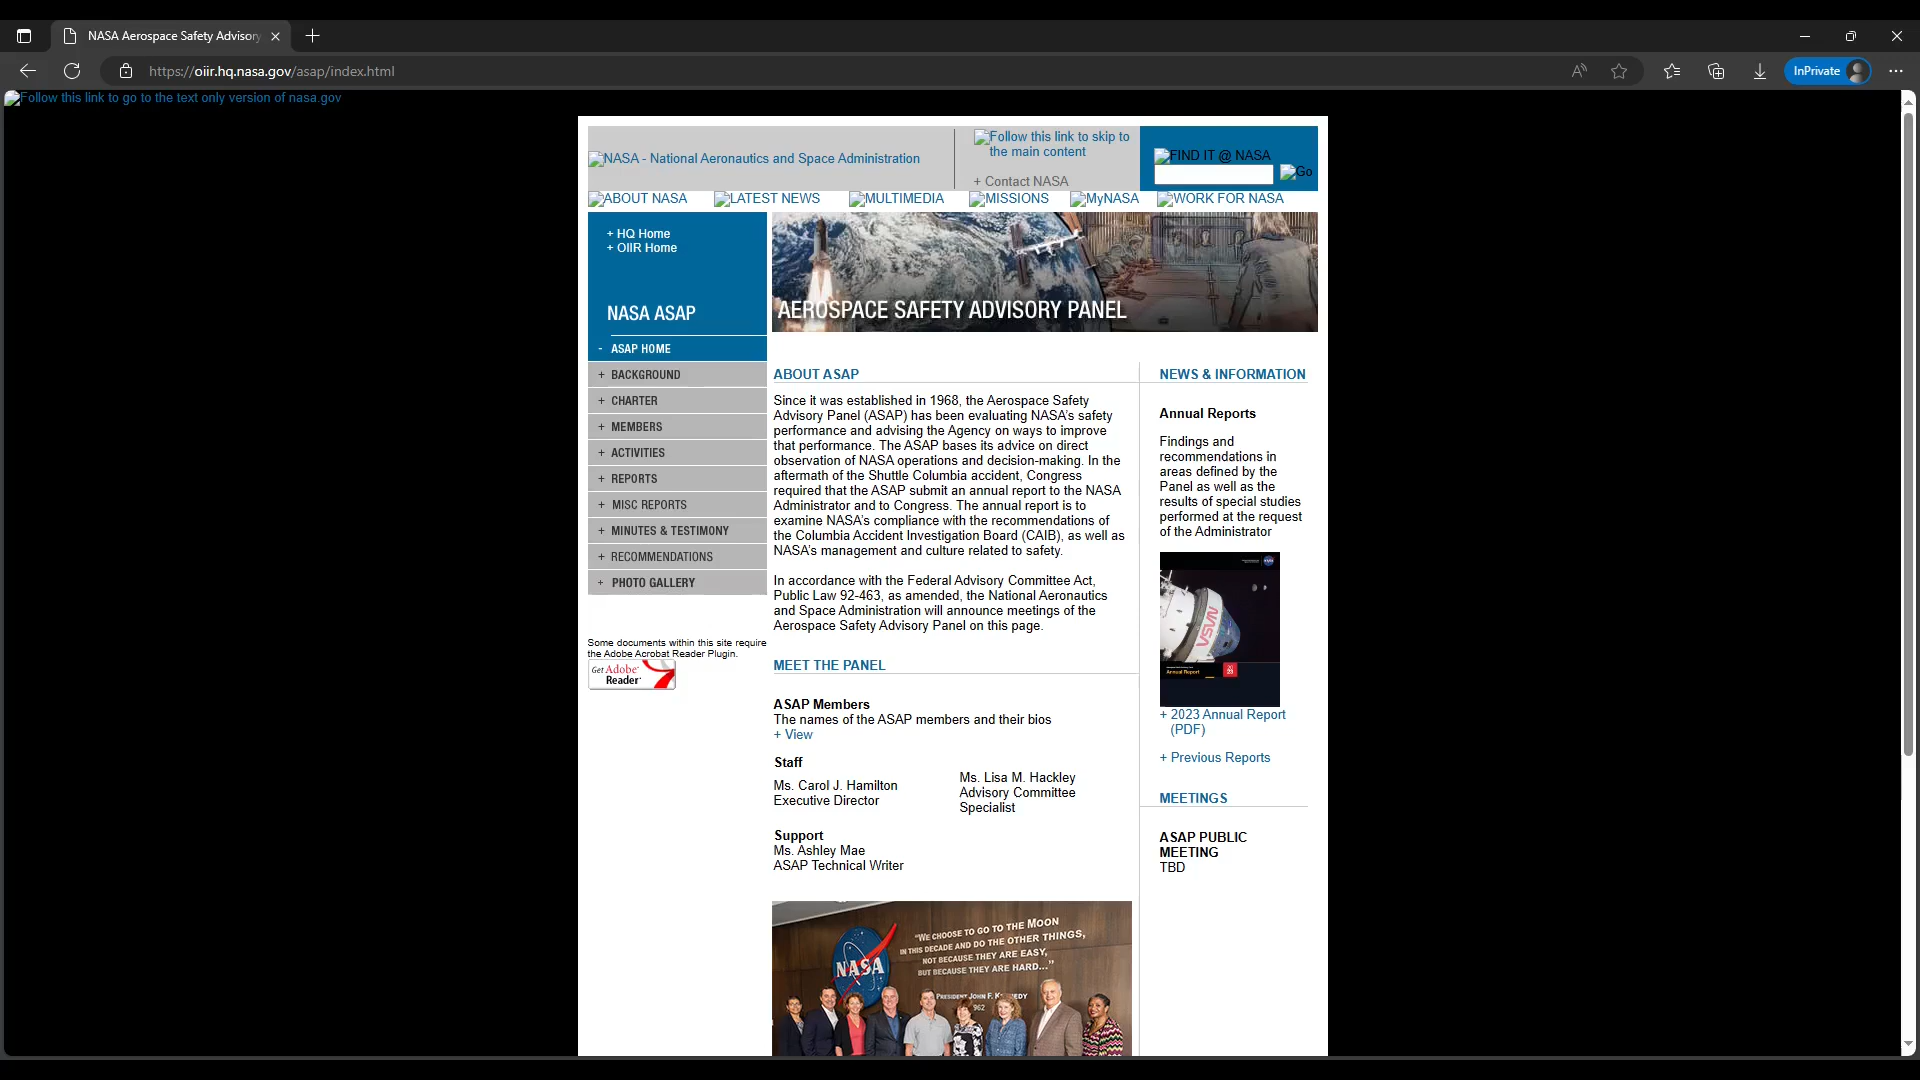 NASA Aerospace Safety Advisory
https://oiir.hq.nasa.gov/asap/index.html
InPrivate
Follow this link to go to the text only version of nasa.gov
NASA - National Aeronautics and Space Administration
Follow this link to skip to
the main content
+ Contact NASA
FIND IT @ NASA
Go
ABOUT NASA
LATEST NEWS
MULTIMEDIA
MISSIONS
MyNASA
WORK FOR NASA
+ HQ Home
+ OIIR Home
NASA ASAP
- ASAP HOME
+ BACKGROUND
+ CHARTER
+ MEMBERS
+ ACTIVITIES
+ REPORTS
+ MISC REPORTS
+ MINUTES & TESTIMONY
+ RECOMMENDATIONS
+ PHOTO GALLERY
Some documents within this site require
the Adobe Acrobat Reader Plugin.
Get Adobe
Reader
AEROSPACE SAFETY ADVISORY PANEL
ABOUT ASAP
Since it was established in 1968, the Aerospace Safety
Advisory Panel (ASAP) has been evaluating NASA's safety
performance and advising the Agency on ways to improve
that performance. The ASAP bases its advice on direct
observation of NASA operations and decision-making. In the
aftermath of the Shuttle Columbia accident, Congress
required that the ASAP submit an annual report to the NASA
Administrator and to Congress. The annual report is to
examine NASA's compliance with the recommendations of
the Columbia Accident Investigation Board (CAIB), as well as
NASA's management and culture related to safety.
In accordance with the Federal Advisory Committee Act,
Public Law 92-463, as amended, the National Aeronautics
and Space Administration will announce meetings of the
Aerospace Safety Advisory Panel on this page.
MEET THE PANEL
ASAP Members
The names of the ASAP members and their bios
+ View
Staff
Ms. Carol J. Hamilton
Executive Director
Ms. Lisa M. Hackley
Advisory Committee
Specialist
Support
Ms. Ashley Mae
ASAP Technical Writer
"WE CHOOSE TO GO TO THE MOON
IN THIS DECADE AND DO THE OTHER THINGS,
NOT BECAUSE THEY ARE EASY,
BUT BECAUSE THEY ARE HARD..."
PRESIDENT JOHN F. KENNEDY
962
NASA
NEWS & INFORMATION
Annual Reports
Findings and
recommendations in
areas defined by the
Panel as well as the
results of special studies
performed at the request
of the Administrator
NASA
Annual Report
+ 2023 Annual Report
(PDF)
+ Previous Reports
MEETINGS
ASAP PUBLIC
MEETING
TBD